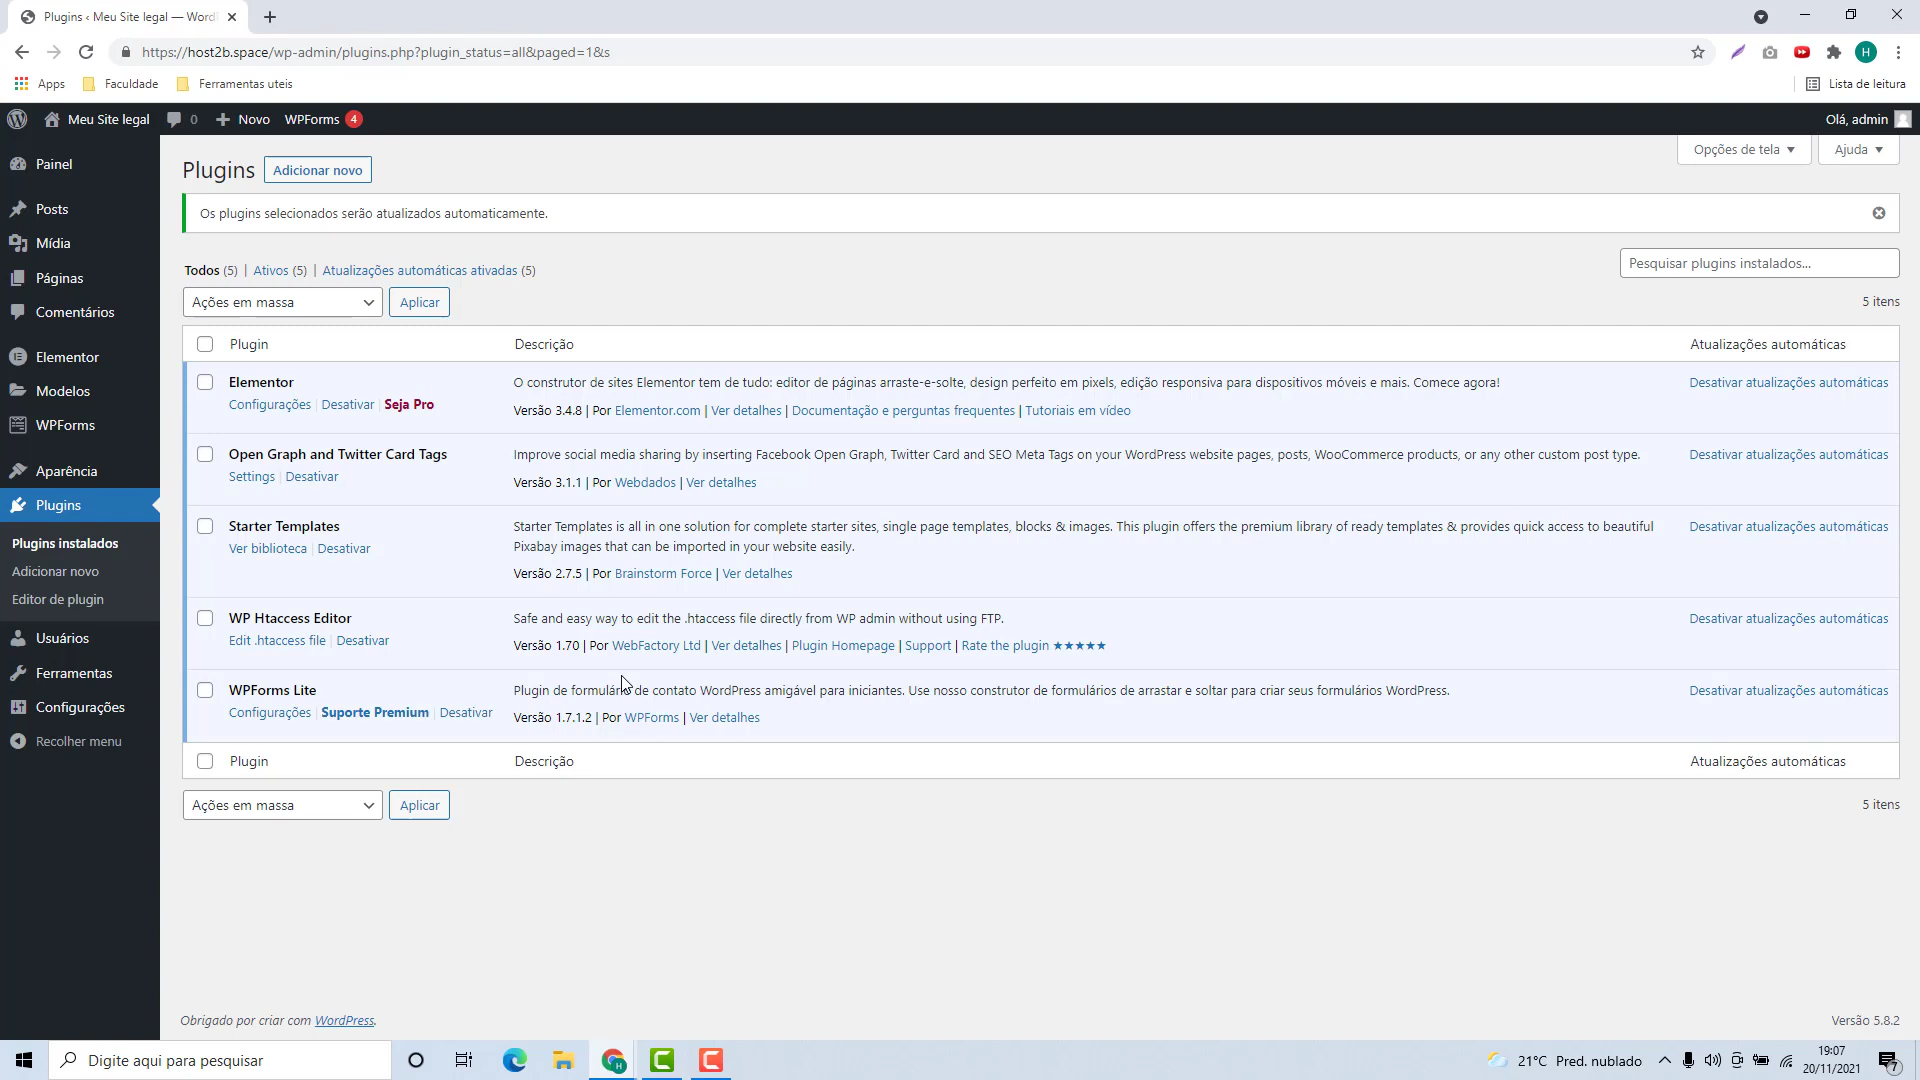 Plugins ‹ Meu Site legal — Word
https://host2b.space/wp-admin/plugins.php?plugin_status=all&paged=1&s
H
Apps
Faculdade
Ferramentas uteis
Lista de leitura
Meu Site legal
0
Novo
WPForms 4
Olá, admin
Painel
Posts
Mídia
Páginas
Comentários
Elementor
Modelos
WPForms
Aparência
Plugins
Plugins instalados
Adicionar novo
Editor de plugin
Usuários
Ferramentas
Configurações
Recolher menu
Opções de tela
Ajuda
Plugins
Adicionar novo
Os plugins selecionados serão atualizados automaticamente.
Todos (5) | Ativos (5) | Atualizações automáticas ativadas (5)
Pesquisar plugins instalados...
Ações em massa
Aplicar
5 itens
Plugin
Descrição
Atualizações automáticas
Elementor
Configurações | Desativar | Seja Pro
O construtor de sites Elementor tem de tudo: editor de páginas arraste-e-solte, design perfeito em pixels, edição responsiva para dispositivos móveis e mais. Comece agora!
Versão 3.4.8 | Por Elementor.com | Ver detalhes | Documentação e perguntas frequentes | Tutoriais em vídeo
Desativar atualizações automáticas
Open Graph and Twitter Card Tags
Settings | Desativar
Improve social media sharing by inserting Facebook Open Graph, Twitter Card and SEO Meta Tags on your WordPress website pages, posts, WooCommerce products, or any other custom post type.
Versão 3.1.1 | Por Webdados | Ver detalhes
Desativar atualizações automáticas
Starter Templates
Ver biblioteca | Desativar
Starter Templates is all in one solution for complete starter sites, single page templates, blocks & images. This plugin offers the premium library of ready templates & provides quick access to beautiful
Pixabay images that can be imported in your website easily.
Versão 2.7.5 | Por Brainstorm Force | Ver detalhes
Desativar atualizações automáticas
WP Htaccess Editor
Edit .htaccess file | Desativar
Safe and easy way to edit the .htaccess file directly from WP admin without using FTP.
Versão 1.70 | Por WebFactory Ltd | Ver detalhes | Plugin Homepage | Support | Rate the plugin ★★★★★
Desativar atualizações automáticas
WPForms Lite
Configurações | Suporte Premium | Desativar
Plugin de formulário de contato WordPress amigável para iniciantes. Use nosso construtor de formulários de arrastar e soltar para criar seus formulários WordPress.
Versão 1.7.1.2 | Por WPForms | Ver detalhes
Desativar atualizações automáticas
Plugin
Descrição
Atualizações automáticas
Ações em massa
Aplicar
5 itens
Obrigado por criar com WordPress.
Versão 5.8.2
Digite aqui para pesquisar
21°C Pred. nublado
19:07
20/11/2021
7